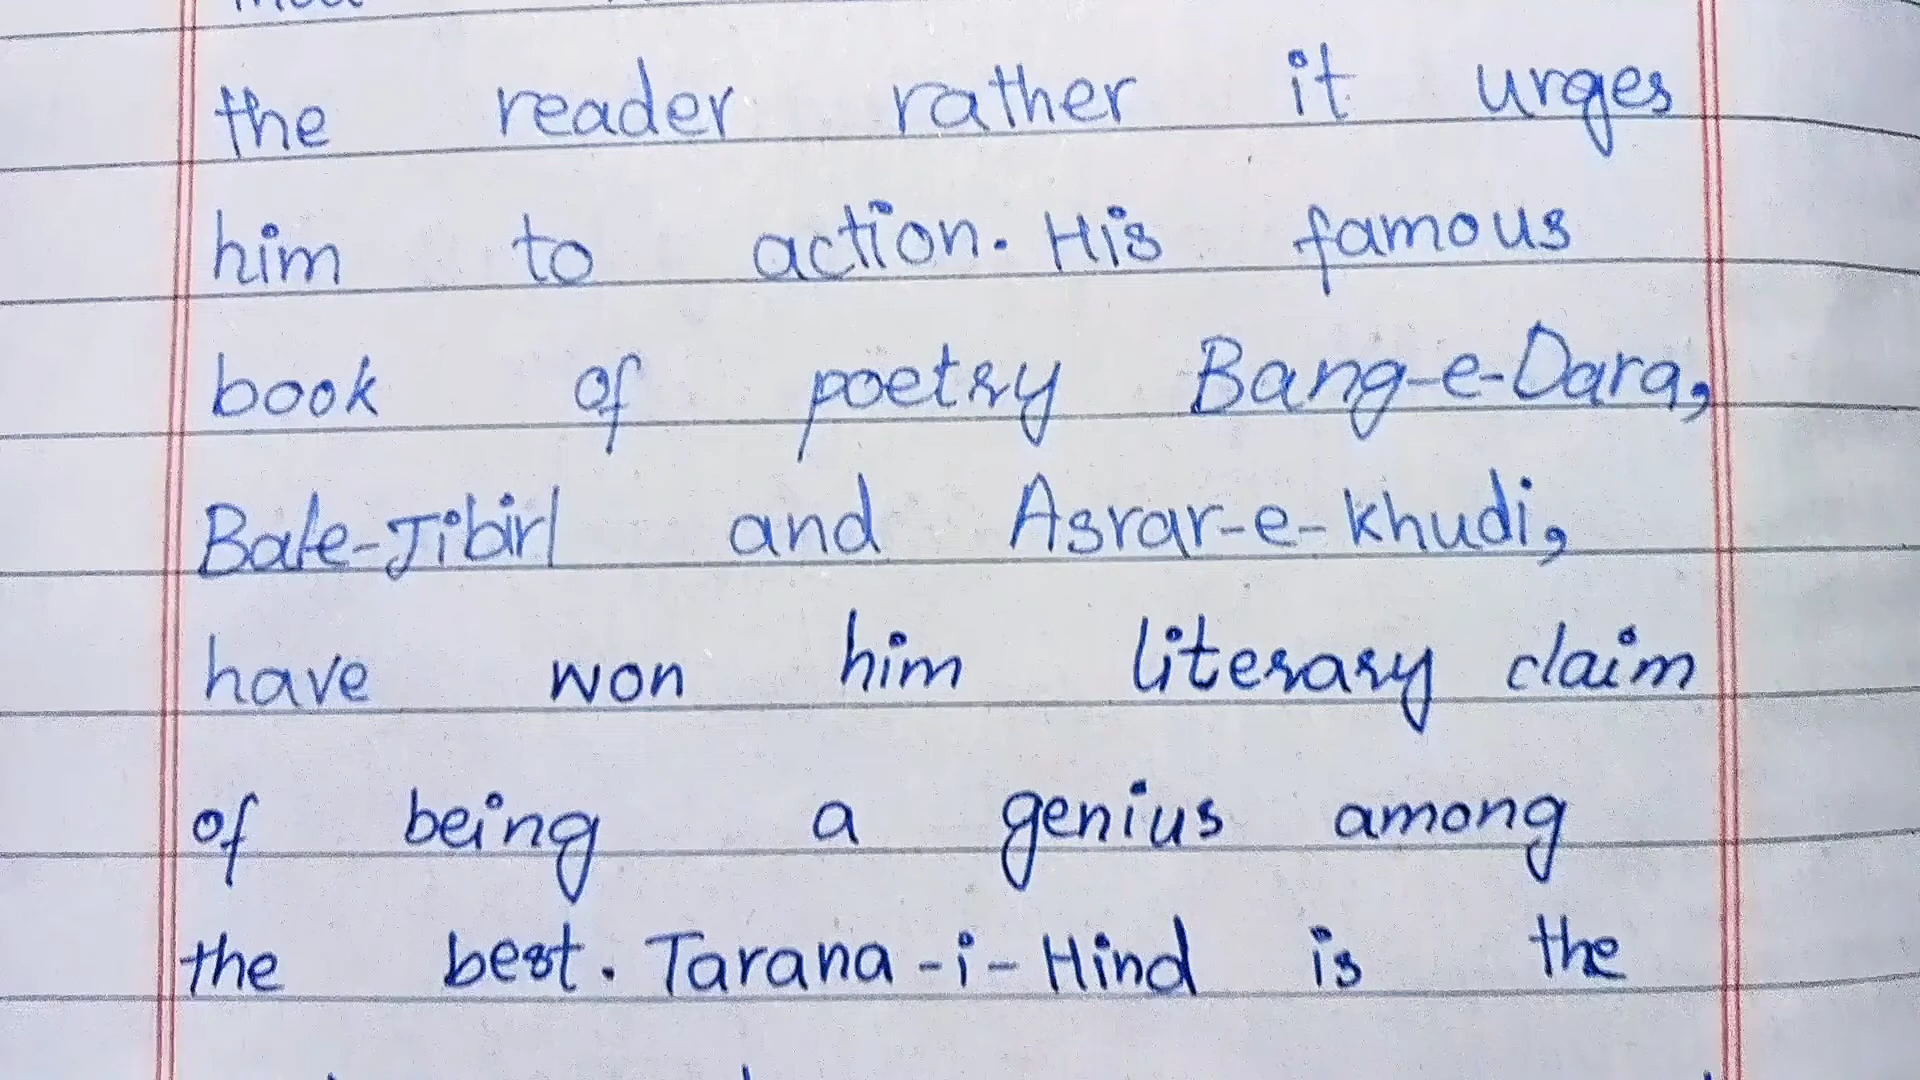 the reader rather it urges
him to action. His famous
book of poetry Bang-e-Dara,
Bale-Jibirl and Asrar-e-khudi,
have won him literary claim
of being a genius among
the best. Tarana-i-Hind is the